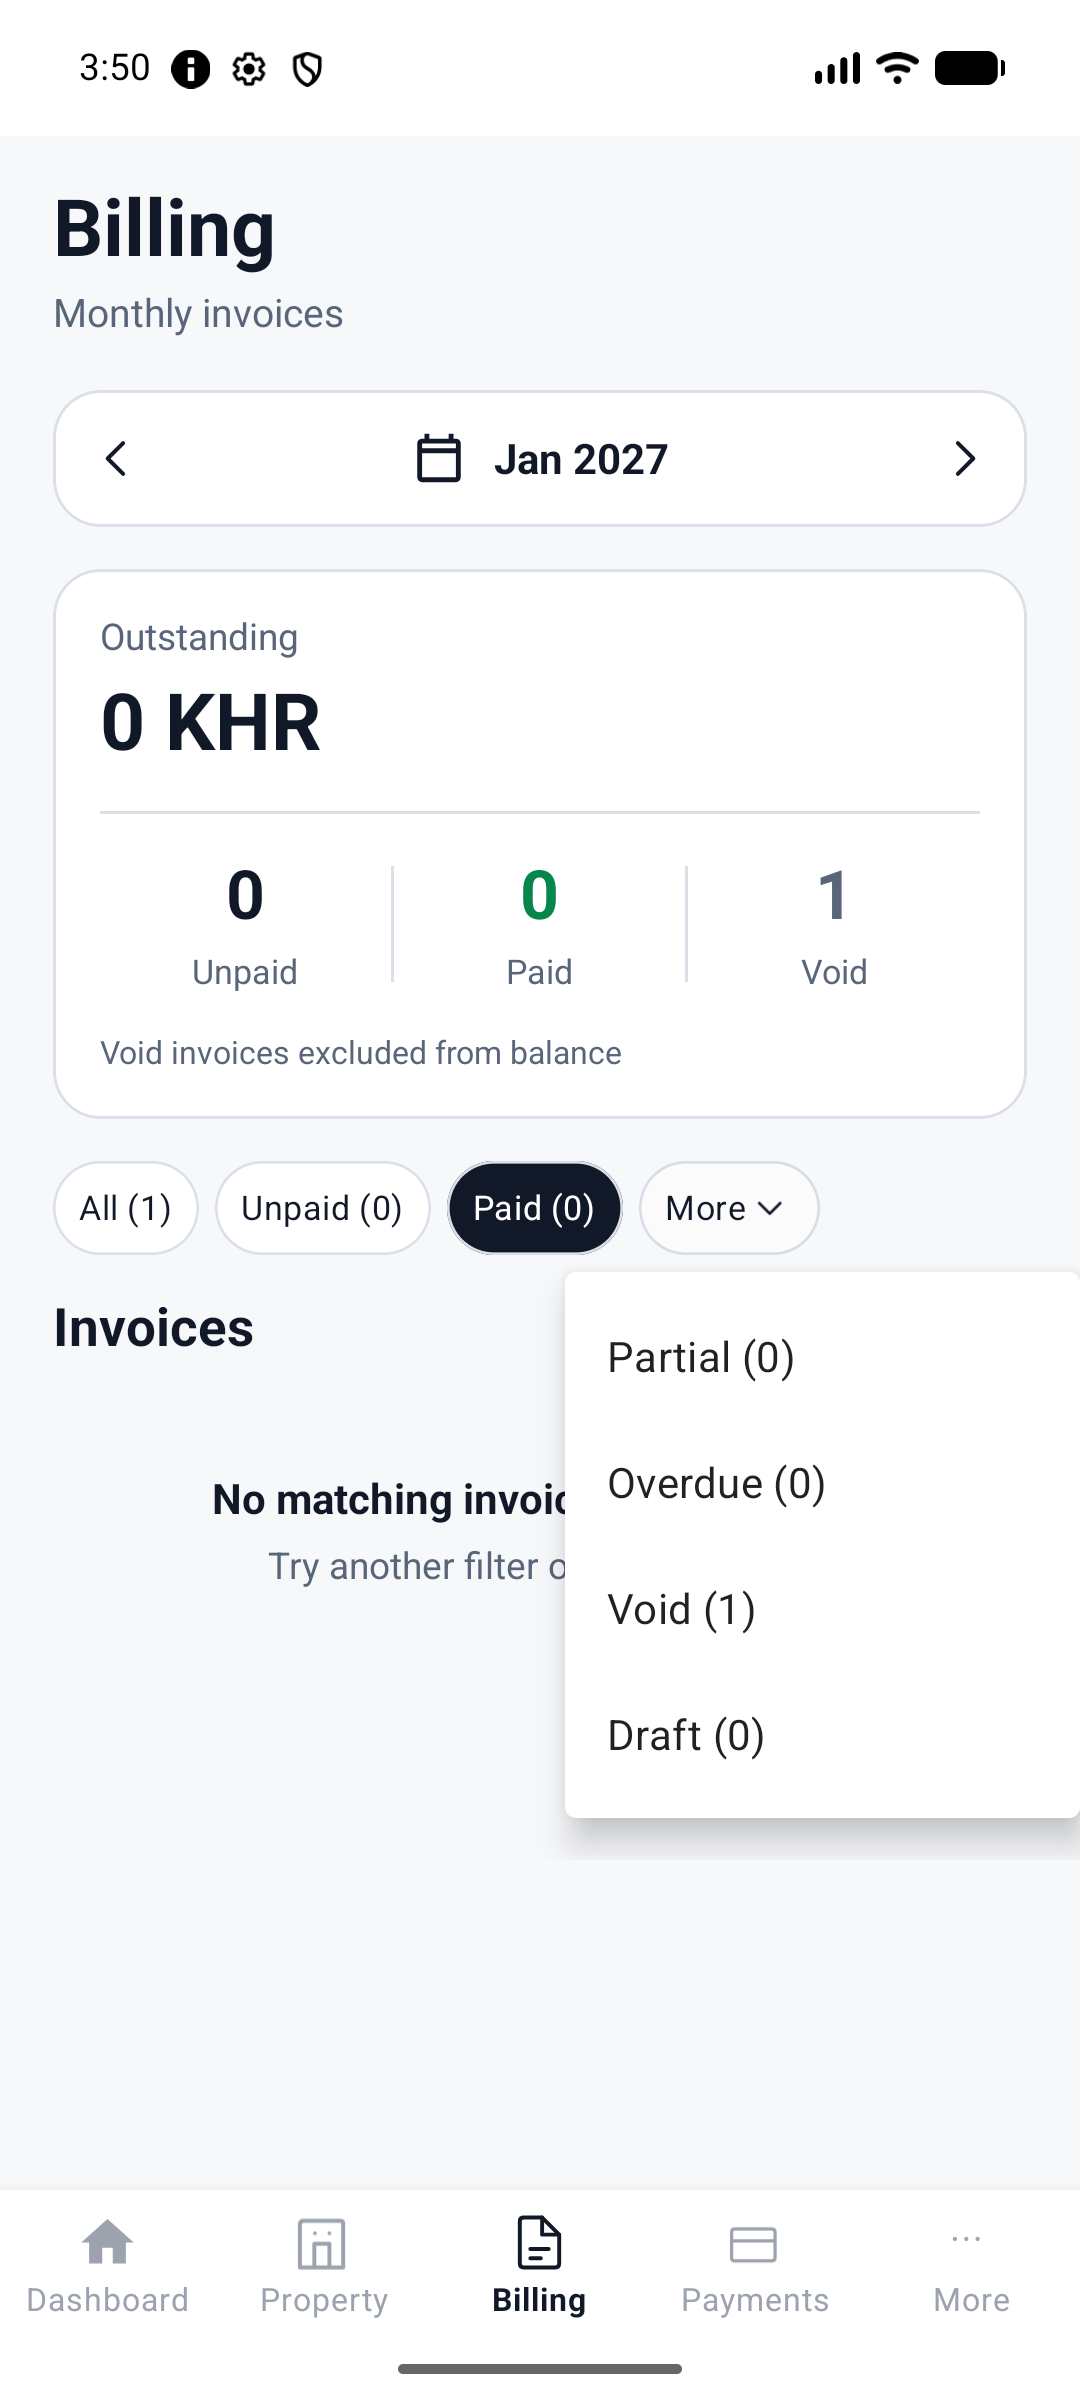 3:50
Billing
Monthly invoices
Jan 2027
Outstanding
0 KHR
0 0 1
Unpaid Paid Void
Void invoices excluded from balance
All (1) Unpaid (0) Paid (0) More
Invoices
Partial (0)
Overdue (0)
No matching
Try another filter
Void (1)
Draft (0)
Dashboard Property Billing Payments More